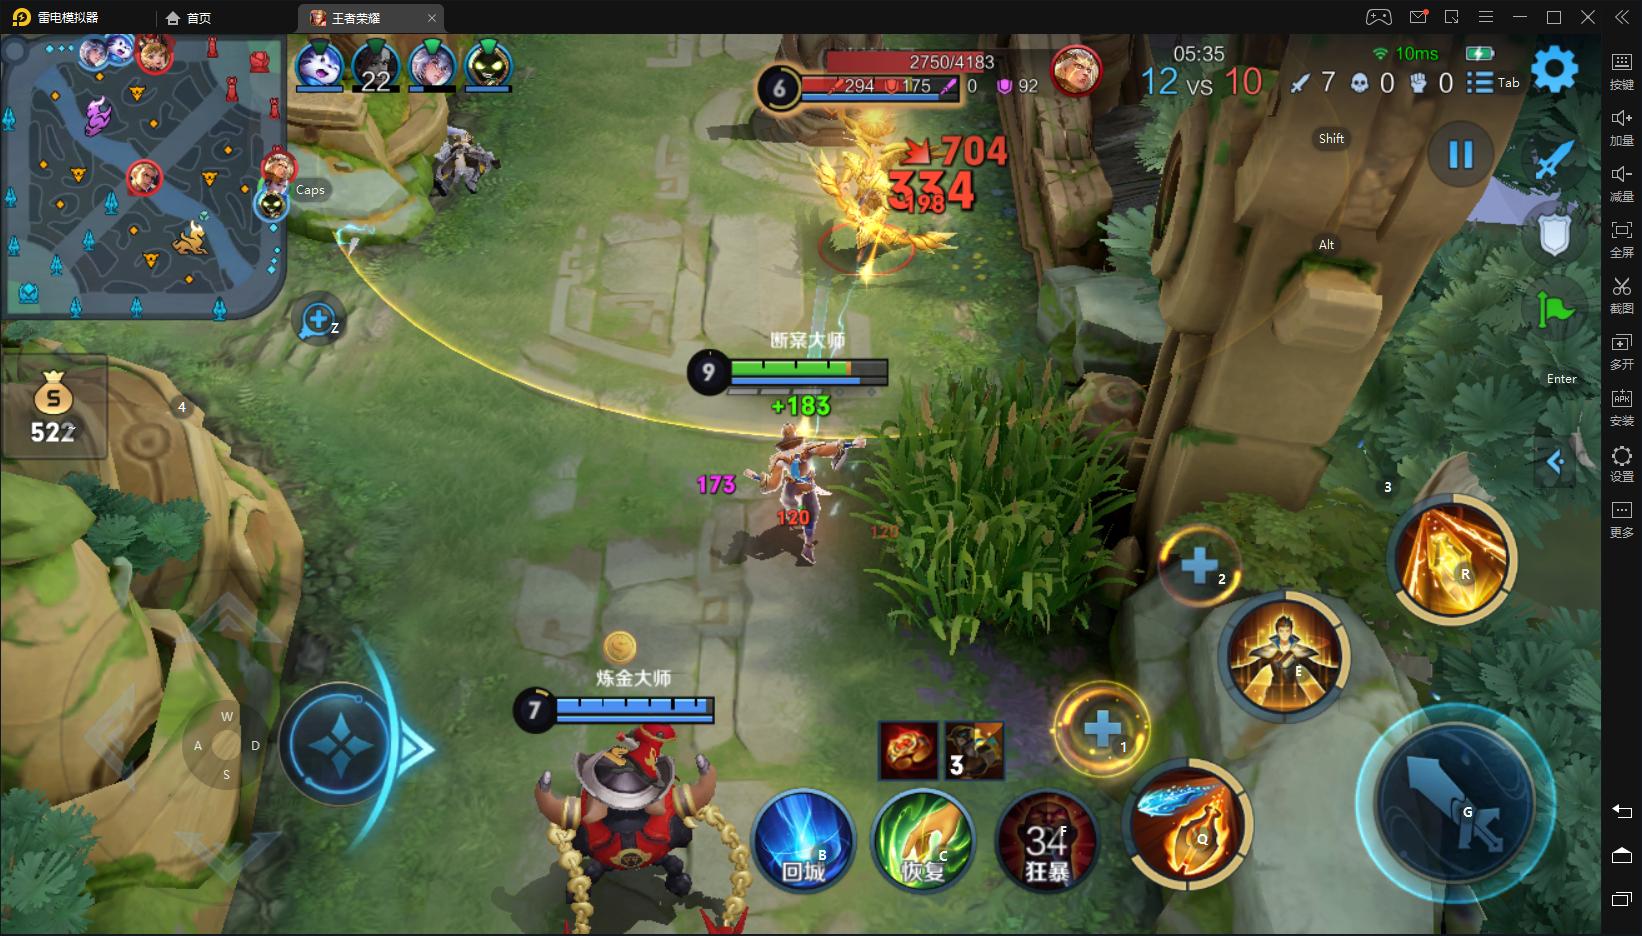 雷电模拟器
首页
王者荣耀
22
6
2750/4183
294
175
0
92
05:35
12 VS 10
10ms
7
0
0
Tab
Shift
Caps
704
334
198
Alt
Z
断案大师
9
+183
S
522
4
173
120
120
Enter
3
R
2
E
炼金大师
7
W
A
D
S
3
1
B
回城
C
恢复
34
F
狂暴
Q
G
按键
加量
减量
全屏
截图
多开
APK
安装
设置
更多